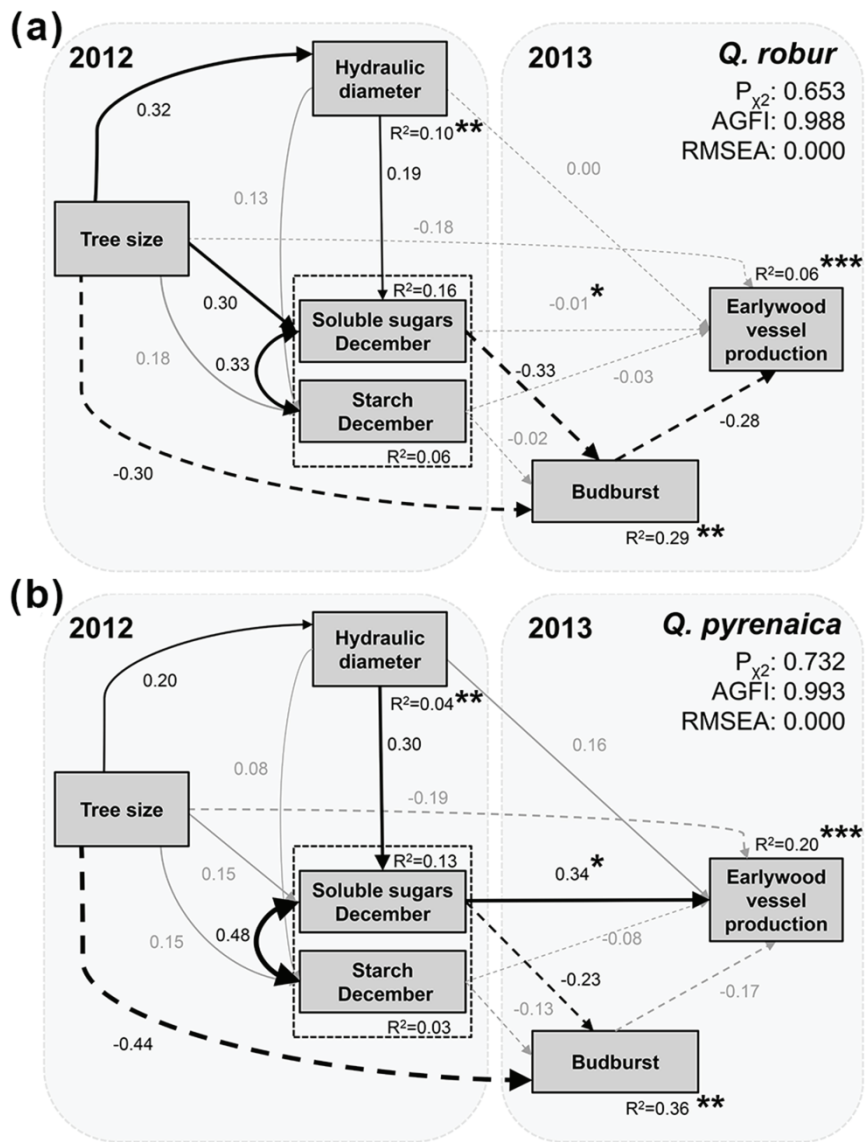 (a)
2012
Hydraulic
diameter
2013
Q. robur
Pχ2: 0.653
AGFI: 0.988
RMSEA: 0.000
0.32
R²=0.10**
0.19
0.13
0.00
-0.18
Tree size
R²=0.06***
0.30
R²=0.16
Soluble sugars
December
-0.01*
Earlywood
vessel
production
0.18
0.33
-0.33
-0.03
Starch
December
-0.02
-0.28
R²=0.06
-0.30
Budburst
R²=0.29**
(b)
2012
Hydraulic
diameter
2013
Q. pyrenaica
Pχ2: 0.732
AGFI: 0.993
RMSEA: 0.000
0.20
R²=0.04**
0.30
0.08
0.16
-0.19
Tree size
R²=0.20***
0.15
R²=0.13
Soluble sugars
December
0.34*
Earlywood
vessel
production
0.15
0.48
-0.08
-0.23
Starch
December
-0.13
-0.17
R²=0.03
-0.44
Budburst
R²=0.36**